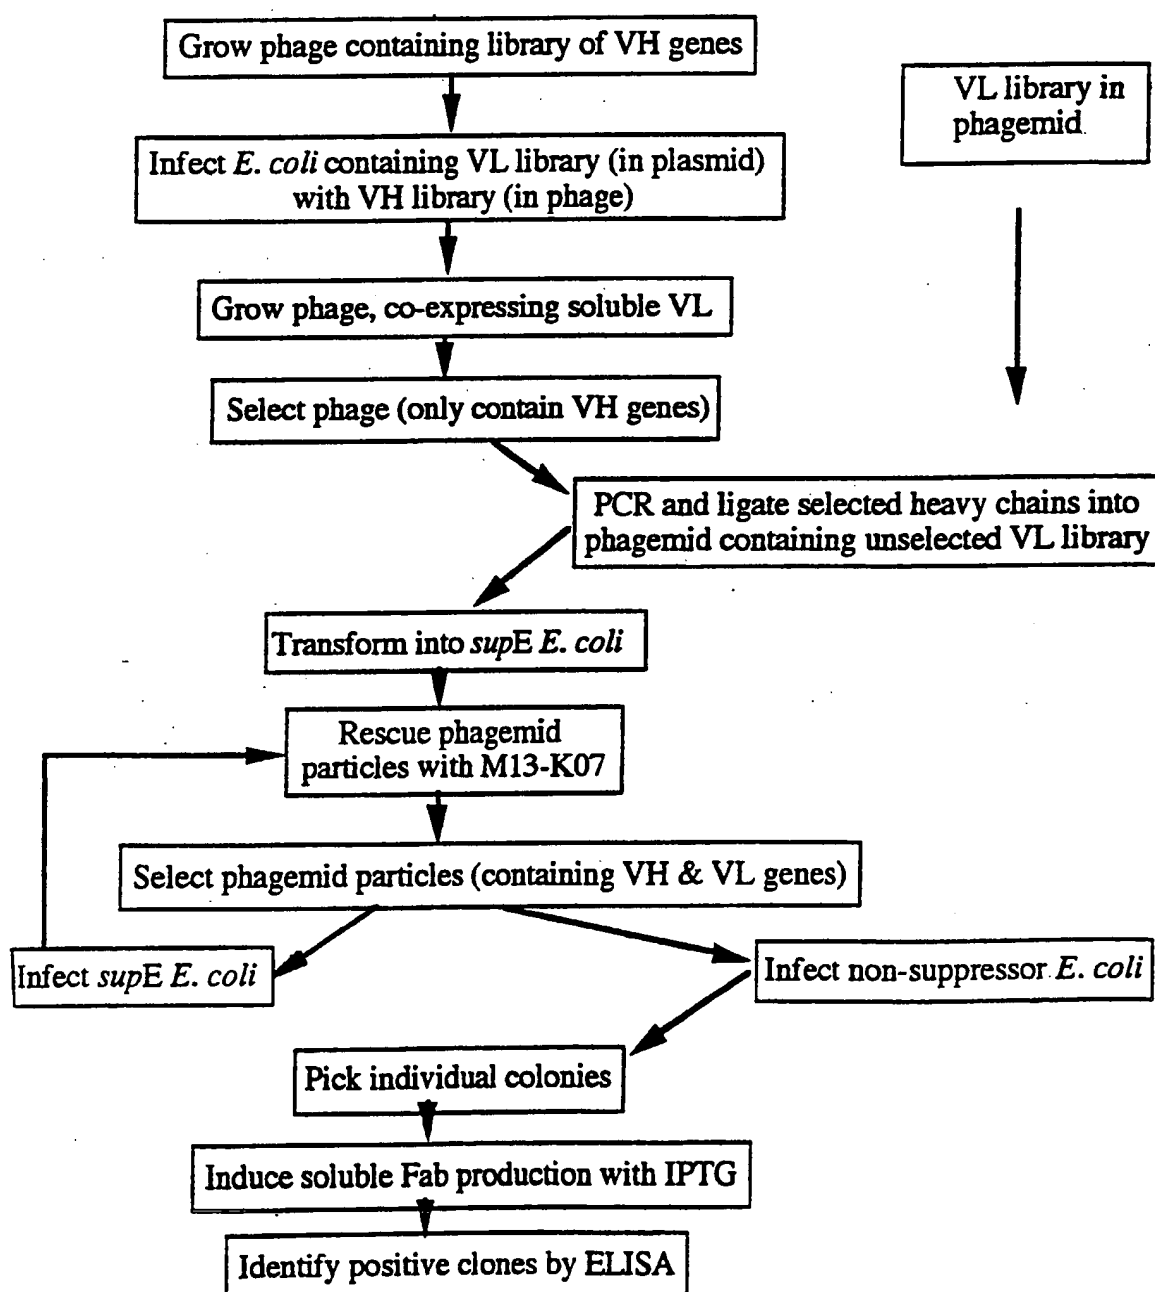 Grow phage containing library of VH genes
VL library in
phagemid
Infect E. coli containing VL library (in plasmid)
with VH library (in phage)
Grow phage, co-expressing soluble VL
Select phage (only contain VH genes)
PCR and ligate selected heavy chains into
phagemid containing unselected VL library
Transform into supE E. coli
Rescue phagemid
particles with M13-K07
Select phagemid particles (containing VH & VL genes)
Infect supE E. coli
Infect non-suppressor E. coli
Pick individual colonies
Induce soluble Fab production with IPTG
Identify positive clones by ELISA